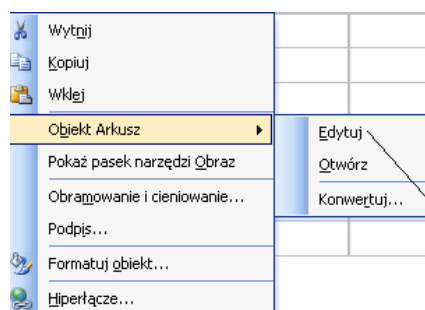 Wytnij
Kopiuj
Wklej
Obiekt Arkusz
Pokaż pasek narzędzi Obraz
Obramowanie i cieniowanie...
Podpis...
Formatuj obiekt...
Hiperłącze...
Edytuj
Otwórz
Konwertuj...